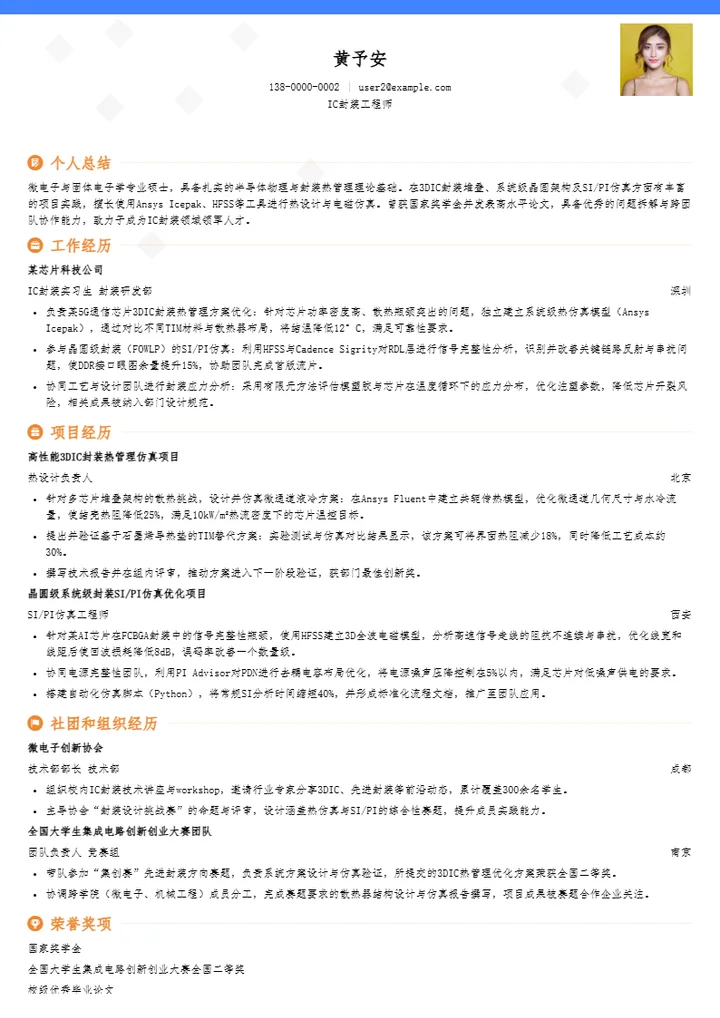 黄予安
138-0000-0002 | user2@example.com
IC封装工程师
个人总结
微电子与固体电子学专业硕士，具备扎实的半导体物理与封装热管理理论基础。在3DIC封装堆叠、系统级晶圆架构及SI/PI仿真方面有丰富
的项目实践，擅长使用Ansys Icepak、HFSS等工具进行热设计与电磁仿真。曾获国家奖学金并发表高水平论文，具备优秀的问题拆解与跨团
队协作能力，致力于成为IC封装领域领军人才。
工作经历
某芯片科技公司
IC封装实习生 封装研发部 深圳
• 负责某5G通信芯片3DIC封装热管理方案优化：针对芯片功率密度高、散热瓶颈突出的问题，独立建立系统级热仿真模型（Ansys
Icepak），通过对比不同TIM材料与散热器布局，将结温降低12°C，满足可靠性要求。
• 参与晶圆级封装（FOWLP）的SI/PI仿真：利用HFSS与Cadence Sigrity对RDL层进行信号完整性分析，识别并改善关键链路反射与串扰问
题，使DDR接口眼图余量提升15%，协助团队完成首版流片。
• 协同工艺与设计团队进行封装应力分析：采用有限元方法评估模塑胶与芯片在温度循环下的应力分布，优化注塑参数，降低芯片开裂风
险，相关成果被纳入部门设计规范。
项目经历
高性能3DIC封装热管理仿真项目
热设计负责人 北京
• 针对多芯片堆叠架构的散热挑战，设计并仿真微通道液冷方案：在Ansys Fluent中建立共轭传热模型，优化微通道几何尺寸与水冷流
量，使结壳热阻降低25%，满足10kW/m²热流密度下的芯片温控目标。
• 提出并验证基于石墨烯导热垫的TIM替代方案：实验测试与仿真对比结果显示，该方案可将界面热阻减少18%，同时降低工艺成本约
30%。
• 撰写技术报告并在组内评审，推动方案进入下一阶段验证，获部门最佳创新奖。
晶圆级系统级封装SI/PI仿真优化项目
SI/PI仿真工程师 西安
• 针对某AI芯片在FCBGA封装中的信号完整性瓶颈，使用HFSS建立3D全波电磁模型，分析高速信号走线的阻抗不连续与串扰，优化线宽和
线距后使回波损耗降低8dB，误码率改善一个数量级。
• 协同电源完整性团队，利用PI Advisor对PDN进行去耦电容布局优化，将电源噪声压降控制在5%以内，满足芯片对低噪声供电的要求。
• 搭建自动化仿真脚本（Python），将常规SI分析时间缩短40%，并形成标准化流程文档，推广至团队应用。
社团和组织经历
微电子创新协会
技术部部长 技术部 成都
• 组织校内IC封装技术讲座与workshop，邀请行业专家分享3DIC、先进封装等前沿动态，累计覆盖300余名学生。
• 主导协会“封装设计挑战赛”的命题与评审，设计涵盖热仿真与SI/PI的综合性赛题，提升成员实践能力。
全国大学生集成电路创新创业大赛团队
团队负责人 竞赛组 南京
• 带队参加“集创赛”先进封装方向赛题，负责系统方案设计与仿真验证，所提交的3DIC热管理优化方案荣获全国二等奖。
• 协调跨学院（微电子、机械工程）成员分工，完成赛题要求的散热器结构设计与仿真报告撰写，项目成果被赛题合作企业关注。
荣誉奖项
国家奖学金
全国大学生集成电路创新创业大赛全国二等奖
校级优秀毕业论文